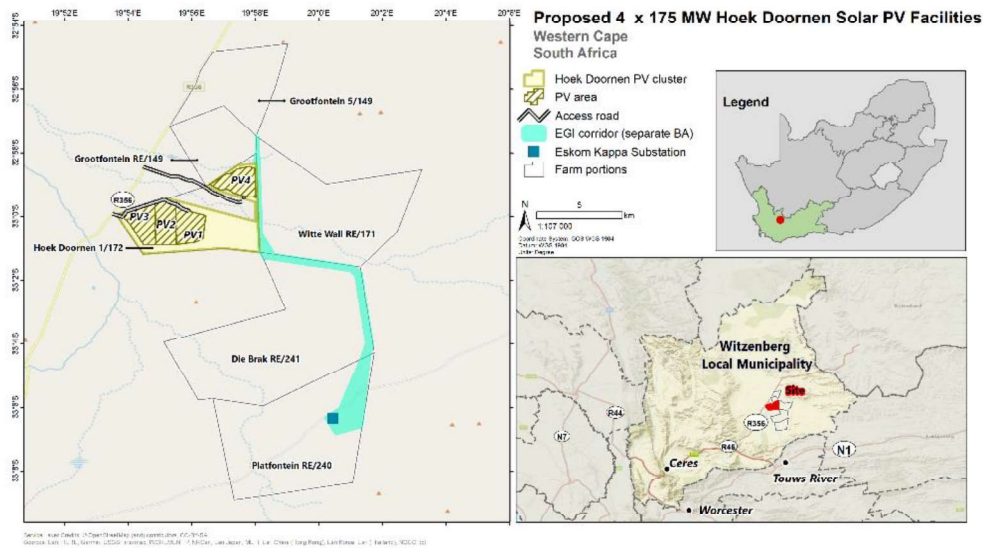 Proposed 4 x 175 MW Hoek Doornen Solar PV Facilities
Western Cape
South Africa
Hoek Doornen PV cluster
PV area
Access road
EGI corridor (separate BA)
Eskom Kappa Substation
Farm portions
N
5
km
1:107 000
Legend
19°52'E
19°54'E
19°56'E
19°58'E
20°0'E
20°2'E
20°4'E
20°6'E
Grootfontein 5/149
Grootfontein RE/149
R356
R356
PV4
PV3
PV2
PV1
Hoek Doornen 1/172
Witte Wall RE/171
Die Brak RE/241
Platfontein RE/240
Witzenberg
Local Municipality
Site
R44
N7
R356
R46
N1
Ceres
Touws River
Worcester